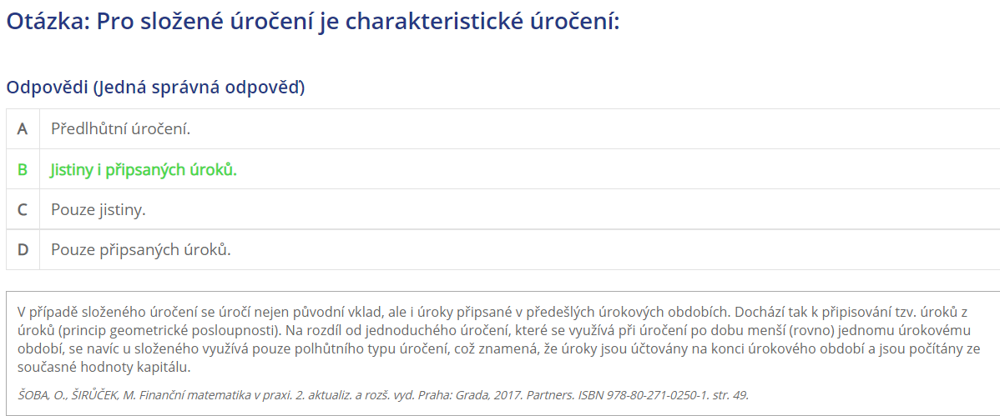 Otázka: Pro složené úročení je charakteristické úročení:
Odpovědi (Jedná správná odpověď)
A Předlhůtní úročení.
B Jistiny i připsaných úroků.
C Pouze jistiny.
D Pouze připsaných úroků.
V případě složeného úročení se úročí nejen původní vklad, ale i úroky připsané v předešlých úrokových obdobích. Dochází tak k připisování tzv. úroků z
úroků (princip geometrické posloupnosti). Na rozdíl od jednoduchého úročení, které se využívá při úročení po dobu menší (rovno) jednomu úrokovému
období, se navíc u složeného využívá pouze polhůtního typu úročení, což znamená, že úroky jsou účtovány na konci úrokového období a jsou počítány ze
současné hodnoty kapitálu.
ŠOBA, O., ŠIRŮČEK, M. Finanční matematika v praxi. 2. aktualiz. a rozš. vyd. Praha: Grada, 2017. Partners. ISBN 978-80-271-0250-1. str. 49.